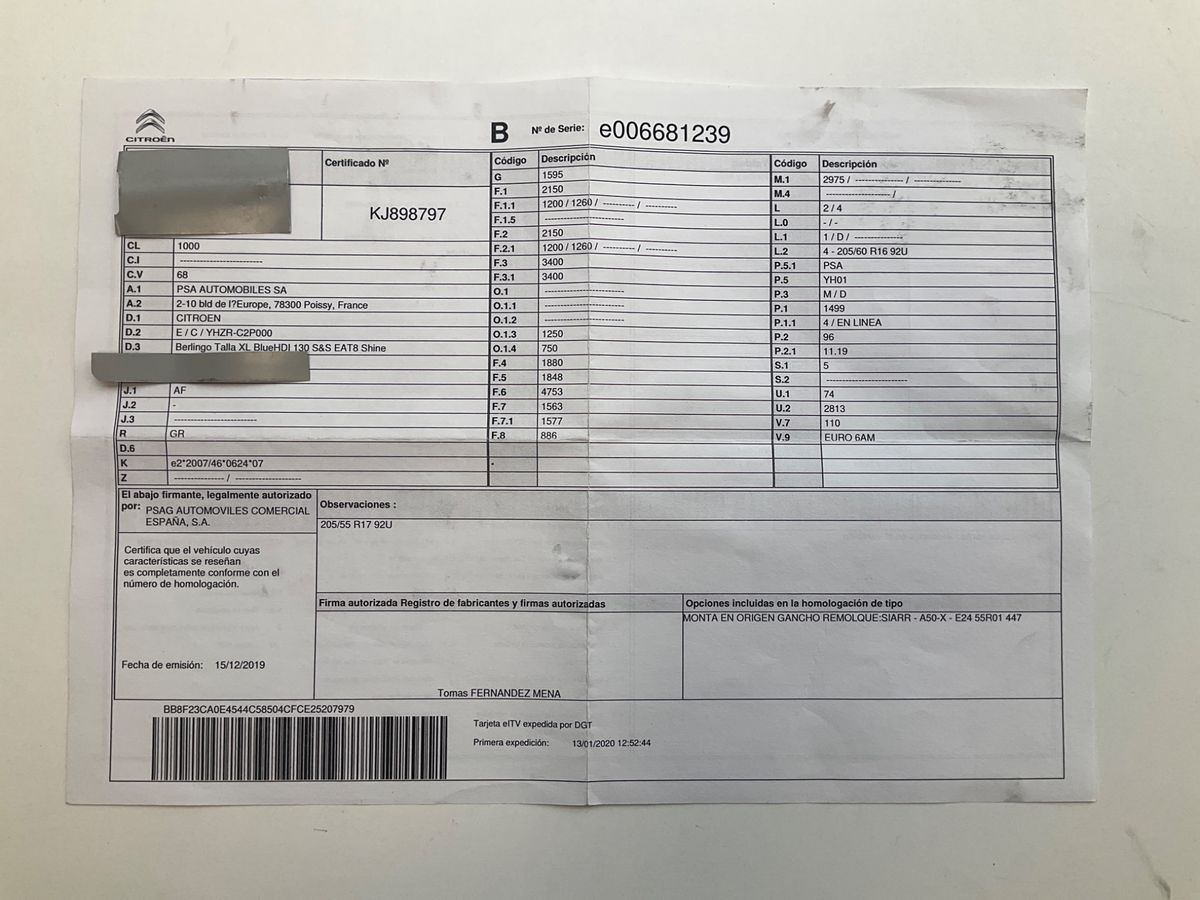 CITROËN
B Nº de Serie: e006681239
Certificado Nº
KJ898797
CL 1000
C.I -----------------------
C.V 68
A.1 PSA AUTOMOBILES SA
A.2 2-10 bld de l?Europe, 78300 Poissy, France
D.1 CITROEN
D.2 E / C / YHZR-C2P000
D.3 Berlingo Talla XL BlueHDI 130 S&S EAT8 Shine
J.1 AF
J.2 -
J.3 -----------------------
R GR
D.6
K e2*2007/46*0624*07
Z -------------- / ------------------
Código Descripción
G 1595
F.1 2150
F.1.1 1200 / 1260 / --------- / ---------
F.1.5 ----------------------
F.2 2150
F.2.1 1200 / 1260 / --------- / ---------
F.3 3400
F.3.1 3400
O.1 ----------------------
O.1.1 ----------------------
O.1.2 ----------------------
O.1.3 1250
O.1.4 750
F.4 1880
F.5 1848
F.6 4753
F.7 1563
F.7.1 1577
F.8 886
-
Código Descripción
M.1 2975 / -------------- / --------------
M.4 ------------------ /
L 2 / 4
L.0 - / -
L.1 1 / D / --------------
L.2 4 - 205/60 R16 92U
P.5.1 PSA
P.5 YH01
P.3 M / D
P.1 1499
P.1.1 4 / EN LINEA
P.2 96
P.2.1 11.19
S.1 5
S.2 -----------------------
U.1 74
U.2 2813
V.7 110
V.9 EURO 6AM
El abajo firmante, legalmente autorizado
por: PSAG AUTOMOVILES COMERCIAL
ESPAÑA, S.A.
Certifica que el vehículo cuyas
características se reseñan
es completamente conforme con el
número de homologación.
Fecha de emisión: 15/12/2019
Observaciones :
205/55 R17 92U
Firma autorizada Registro de fabricantes y firmas autorizadas
Tomas FERNANDEZ MENA
Opciones incluidas en la homologación de tipo
MONTA EN ORIGEN GANCHO REMOLQUE:SIARR - A50-X - E24 55R01 447
BB8F23CA0E4544C58504CFCE25207979
Tarjeta eITV expedida por DGT
Primera expedición: 13/01/2020 12:52:44